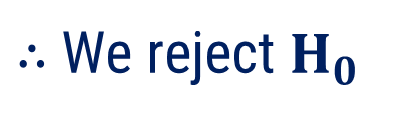 ∴ We reject H₀